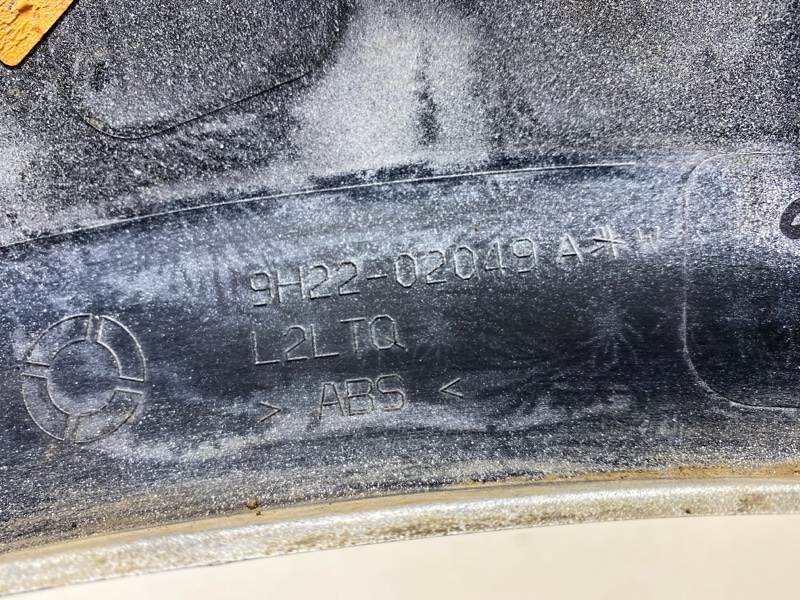 9H22-02049 A
L2LTQ
> ABS <